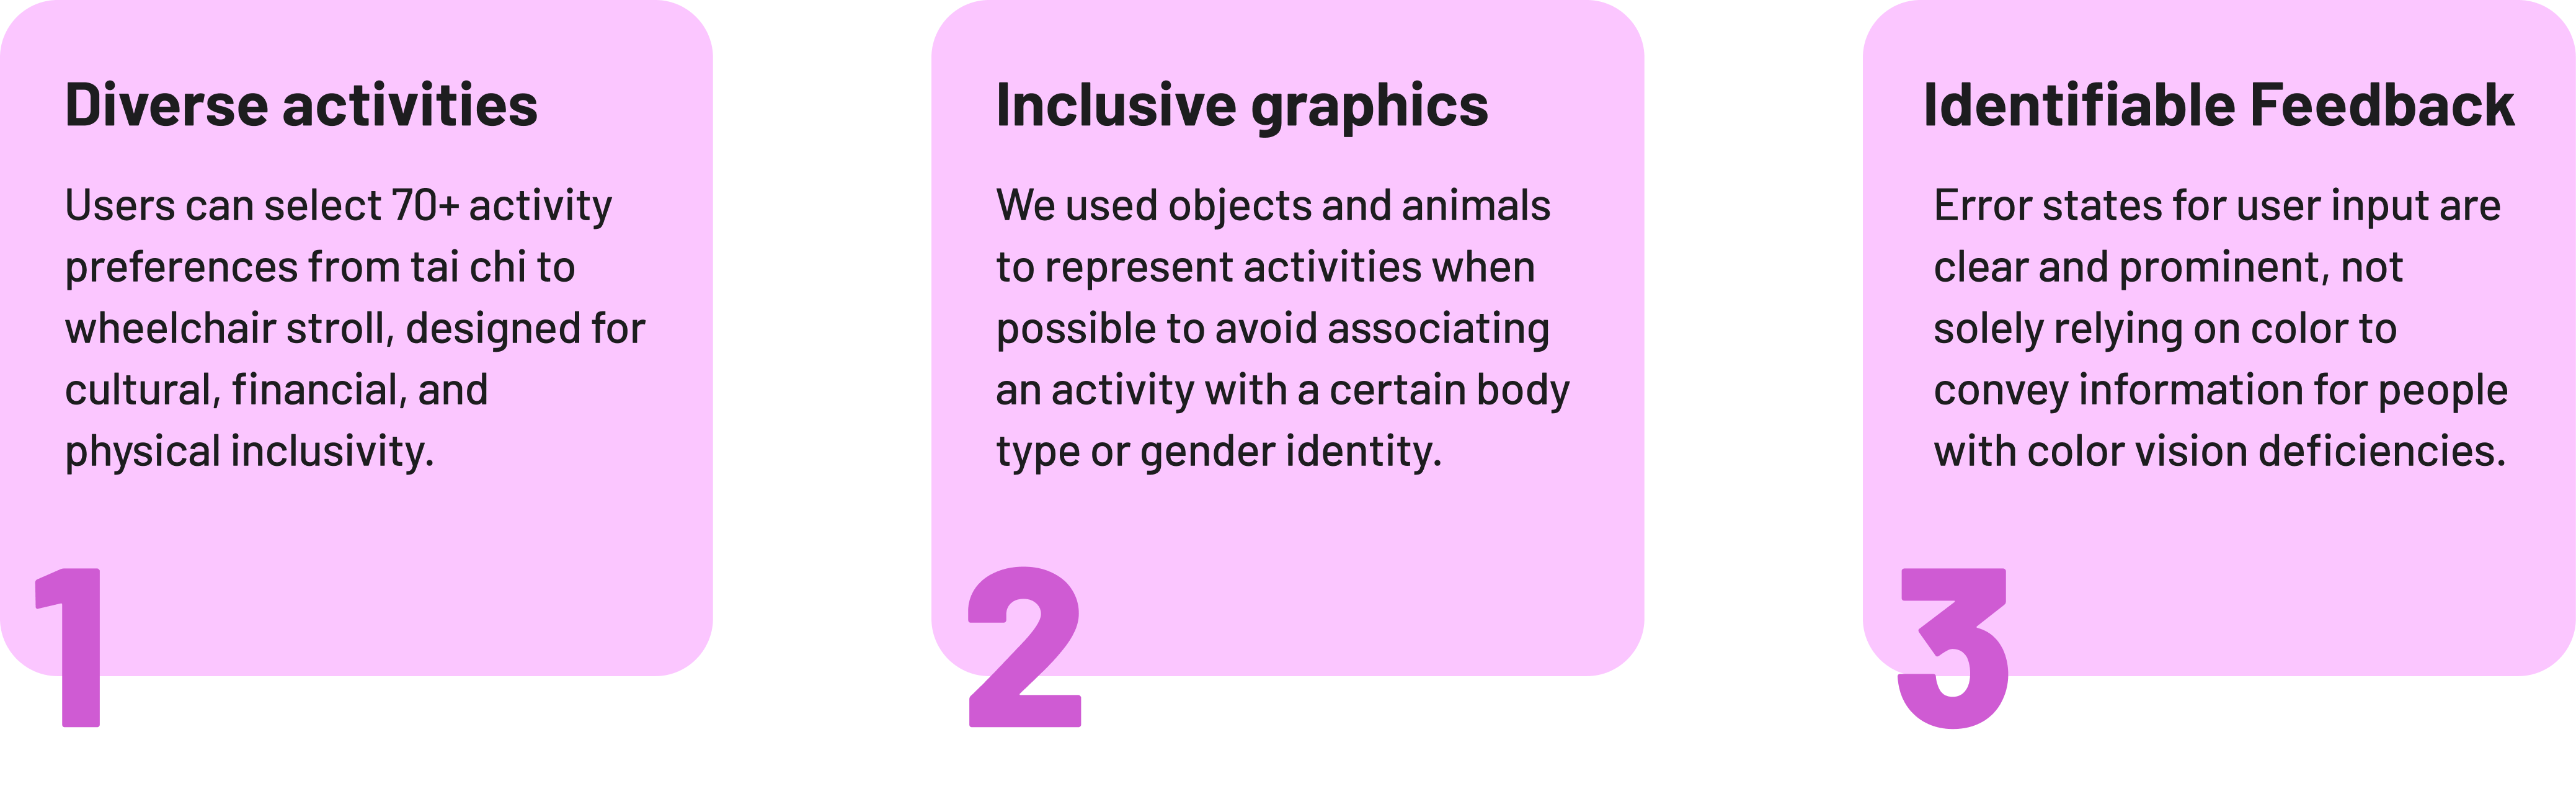 Diverse activities
Users can select 70+ activity
preferences from tai chi to
wheelchair stroll, designed for
cultural, financial, and
physical inclusivity.
1
Inclusive graphics
We used objects and animals
to represent activities when
possible to avoid associating
an activity with a certain body
type or gender identity.
2
Identifiable Feedback
Error states for user input are
clear and prominent, not
solely relying on color to
convey information for people
with color vision deficiencies.
3